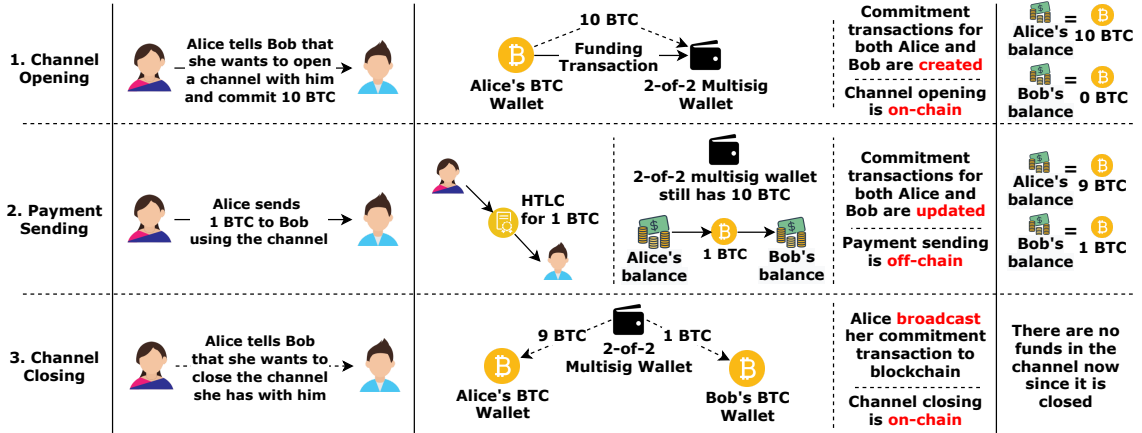 1. Channel
Opening
Alice tells Bob that
she wants to open
a channel with him
and commit 10 BTC
10 BTC
Funding
Transaction
Alice's BTC
Wallet
2-of-2 Multisig
Wallet
Commitment
transactions for
both Alice and
Bob are created
Channel opening
is on-chain
Alice's
balance
=
10 BTC
Bob's
balance
=
0 BTC
2. Payment
Sending
Alice sends
1 BTC to Bob
using the channel
HTLC
for 1 BTC
2-of-2 multisig wallet
still has 10 BTC
Alice's
balance
1 BTC
Bob's
balance
Commitment
transactions for
both Alice and
Bob are updated
Payment sending
is off-chain
Alice's
balance
=
9 BTC
Bob's
balance
=
1 BTC
3. Channel
Closing
Alice tells Bob
that she wants to
close the channel
she has with him
9 BTC
1 BTC
2-of-2
Multisig Wallet
Alice's BTC
Wallet
Bob's BTC
Wallet
Alice broadcast
her commitment
transaction to
blockchain
Channel closing
is on-chain
There are no
funds in the
channel now
since it is
closed